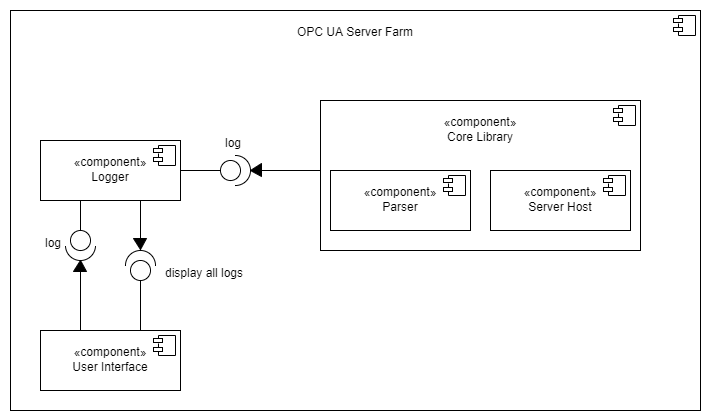 OPC UA Server Farm
«component»
Core Library
log
«component»
Logger
«component»
Parser
«component»
Server Host
log
display all logs
«component»
User Interface